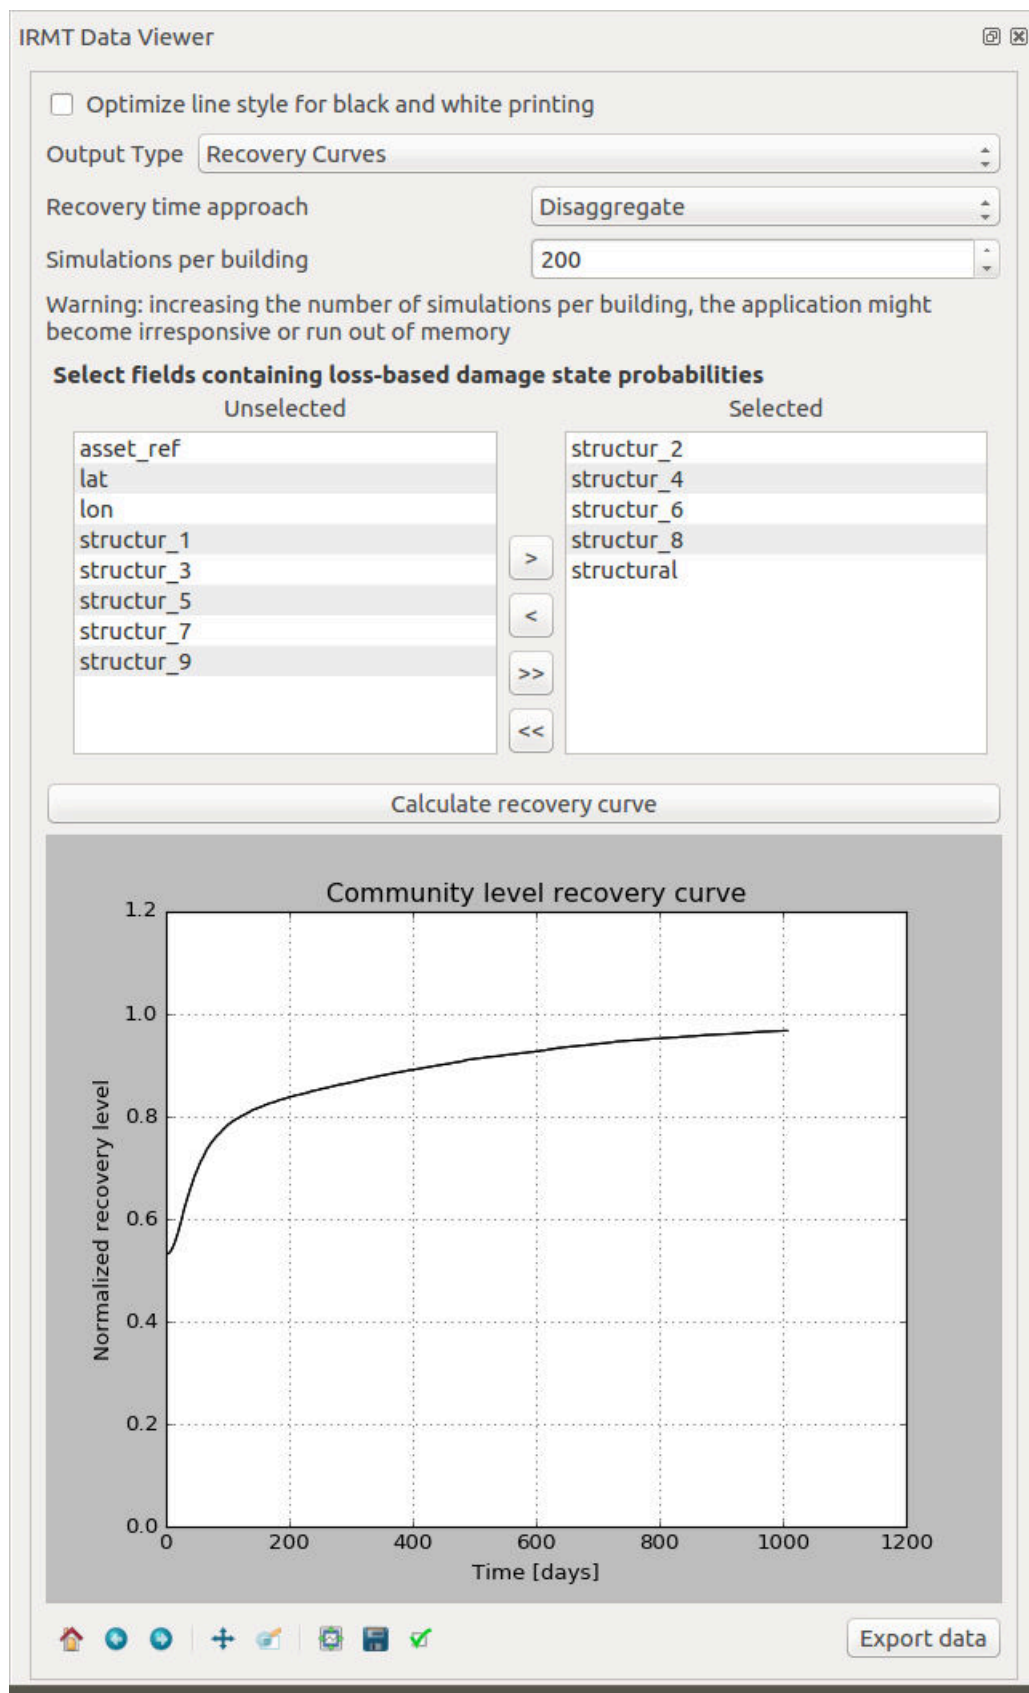 IRMT Data Viewer
Optimize line style for black and white printing
Output Type Recovery Curves
Recovery time approach Disaggregate
Simulations per building 200
Warning: increasing the number of simulations per building, the application might
become irresponsive or run out of memory
Select fields containing loss-based damage state probabilities
Unselected Selected
asset_ref structur_2
lat structur_4
lon structur_6
structur_1 structur_8
structur_3 structural
structur_5
structur_7
structur_9
>
<
>>
<<
Calculate recovery curve
Community level recovery curve
1.2
1.0
0.8
0.6
0.4
0.2
0.0
Normalized recovery level
0 200 400 600 800 1000 1200
Time [days]
Export data